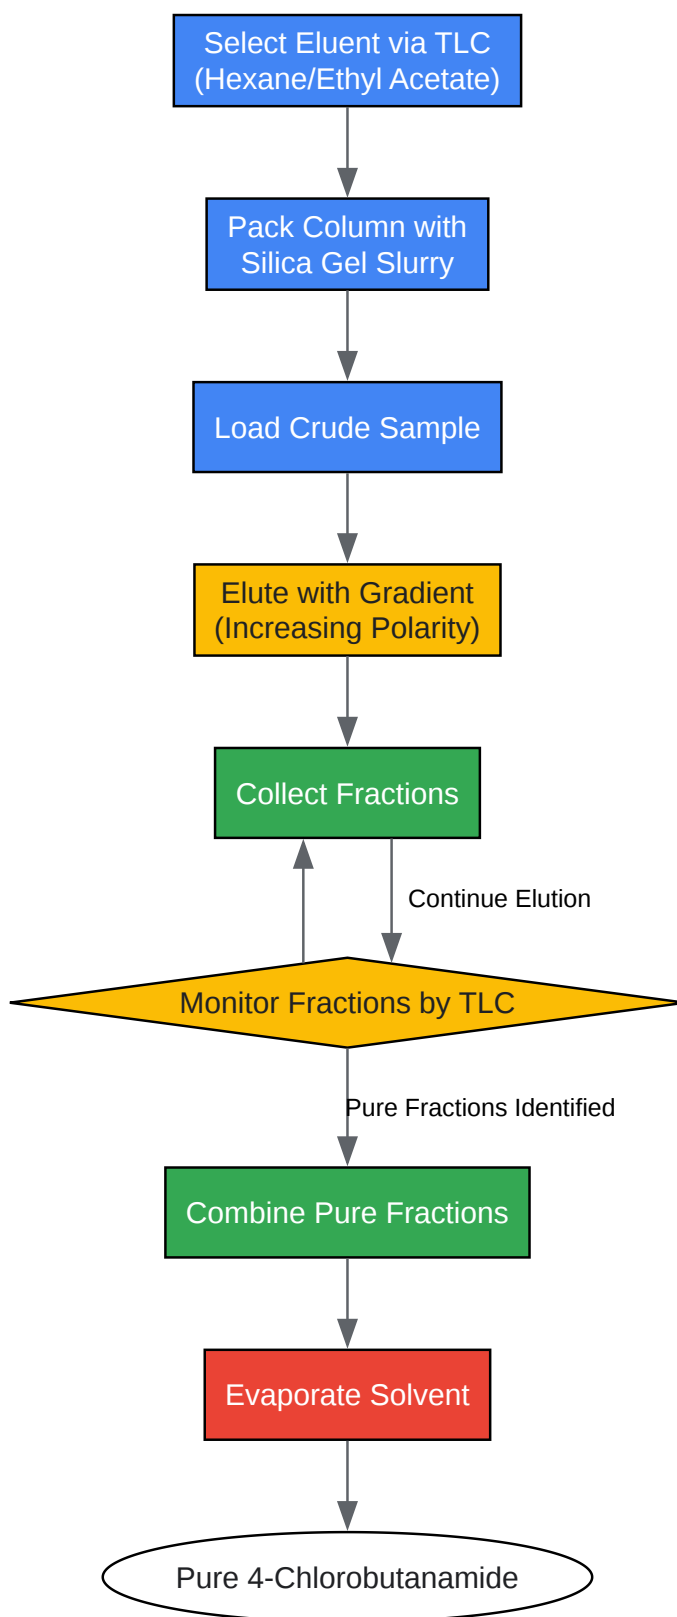 Select Eluent via TLC
(Hexane/Ethyl Acetate)
Pack Column with
Silica Gel Slurry
Load Crude Sample
Elute with Gradient
(Increasing Polarity)
Collect Fractions
Continue Elution
Monitor Fractions by TLC
Pure Fractions Identified
Combine Pure Fractions
Evaporate Solvent
Pure 4-Chlorobutanamide